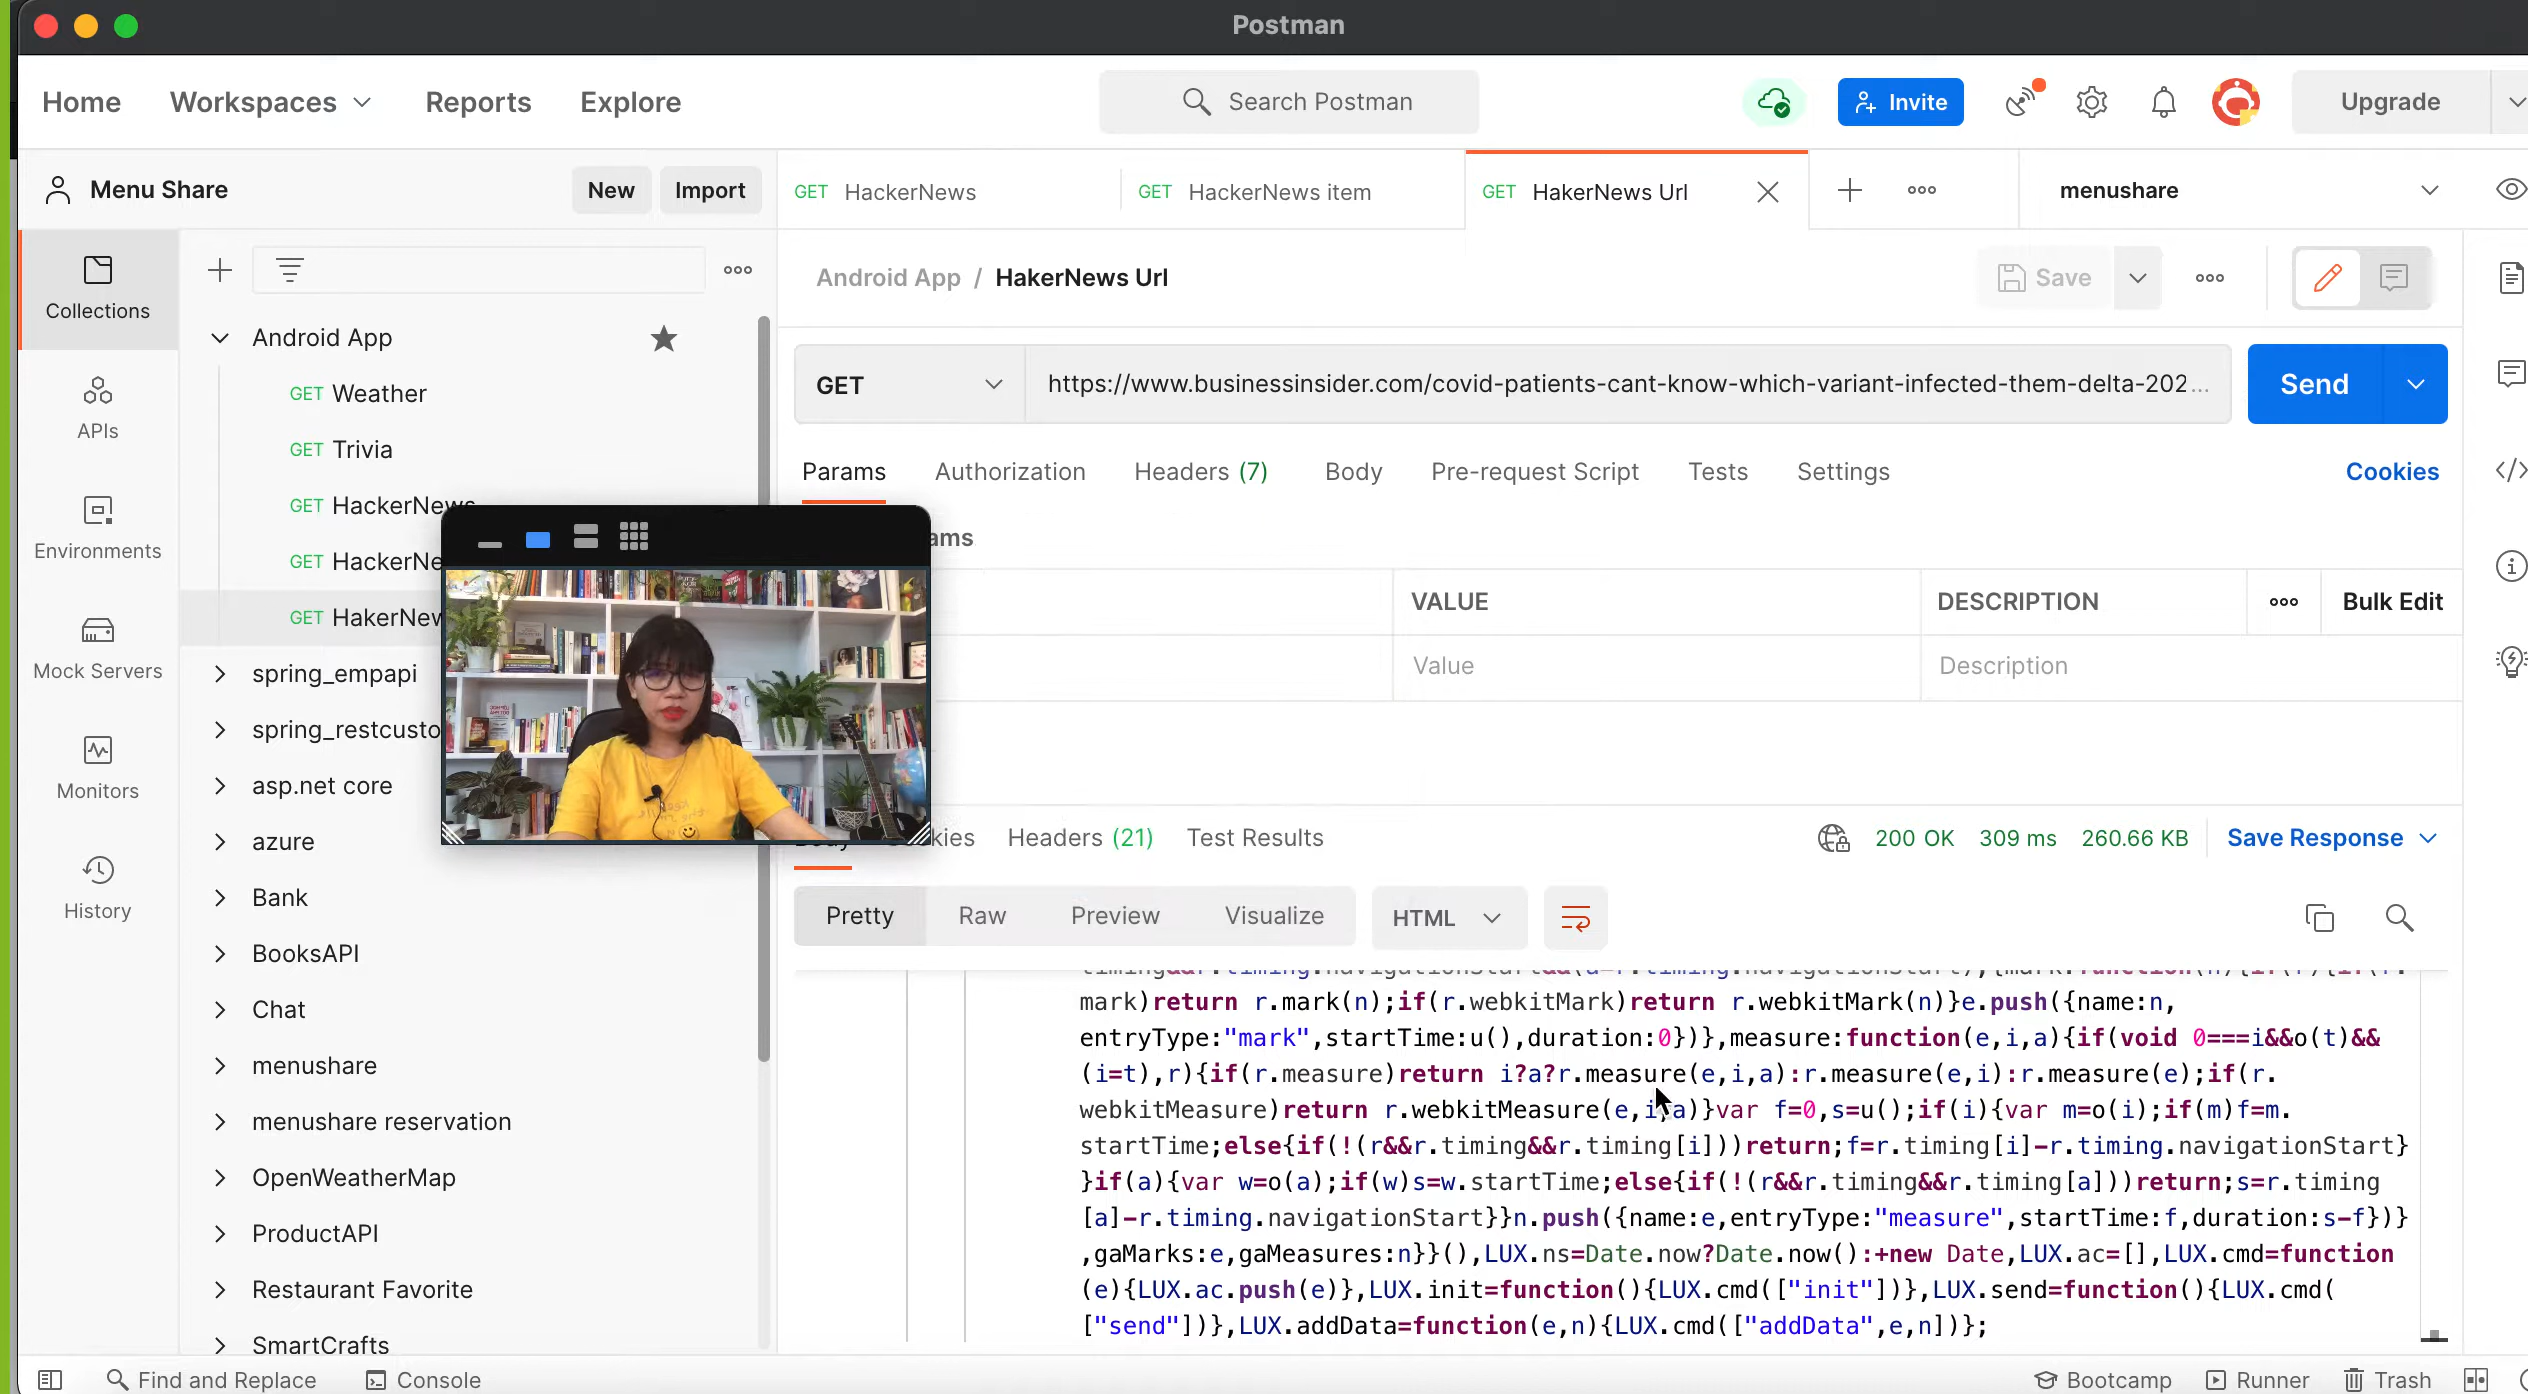 Postman
Home Workspaces Reports Explore Search Postman Invite Upgrade
Menu Share New Import
GET HackerNews GET HackerNews item GET HakerNews Url menushare
Collections
APIs
Environments
Mock Servers
Monitors
History
Android App
GET Weather
GET Trivia
GET HackerNews
GET HackerNe
GET HakerNew
spring_empapi
spring_restcusto
asp.net core
azure
Bank
BooksAPI
Chat
menushare
menushare reservation
OpenWeatherMap
ProductAPI
Restaurant Favorite
SmartCrafts
Android App / HakerNews Url Save
GET https://www.businessinsider.com/covid-patients-cant-know-which-variant-infected-them-delta-202... Send
Params Authorization Headers (7) Body Pre-request Script Tests Settings Cookies
ams
VALUE DESCRIPTION Bulk Edit
Value Description
Body kies Headers (21) Test Results 200 OK 309 ms 260.66 KB Save Response
Pretty Raw Preview Visualize HTML
mark)return r.mark(n);if(r.webkitMark)return r.webkitMark(n)}e.push({name:n,
entryType:"mark",startTime:u(),duration:0})},measure:function(e,i,a){if(void 0===i&&o(t)&&
(i=t),r){if(r.measure)return i?a?r.measure(e,i,a):r.measure(e,i):r.measure(e);if(r.
webkitMeasure)return r.webkitMeasure(e,i,a)}var f=0,s=u();if(i){var m=o(i);if(m)f=m.
startTime;else{if(!(r&&r.timing&&r.timing[i]))return;f=r.timing[i]-r.timing.navigationStart}
}if(a){var w=o(a);if(w)s=w.startTime;else{if(!(r&&r.timing&&r.timing[a]))return;s=r.timing
[a]-r.timing.navigationStart}}n.push({name:e,entryType:"measure",startTime:f,duration:s-f})}
,gaMarks:e,gaMeasures:n}}(),LUX.ns=Date.now?Date.now():+new Date,LUX.ac=[],LUX.cmd=function
(e){LUX.ac.push(e)},LUX.init=function(){LUX.cmd(["init"])},LUX.send=function(){LUX.cmd(
["send"])},LUX.addData=function(e,n){LUX.cmd(["addData",e,n])};
Find and Replace Console Bootcamp Runner Trash